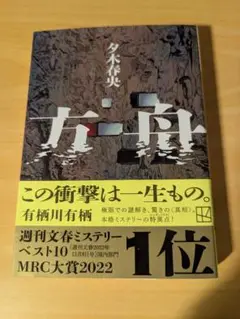 夕木春央
方舟
この衝撃は一生もの。
有栖川有栖
極限での謎解き、驚きの〈真相〉。
本格ミステリーの特異点!
週刊文春ミステリー
ベスト10
1位
MRC大賞2022